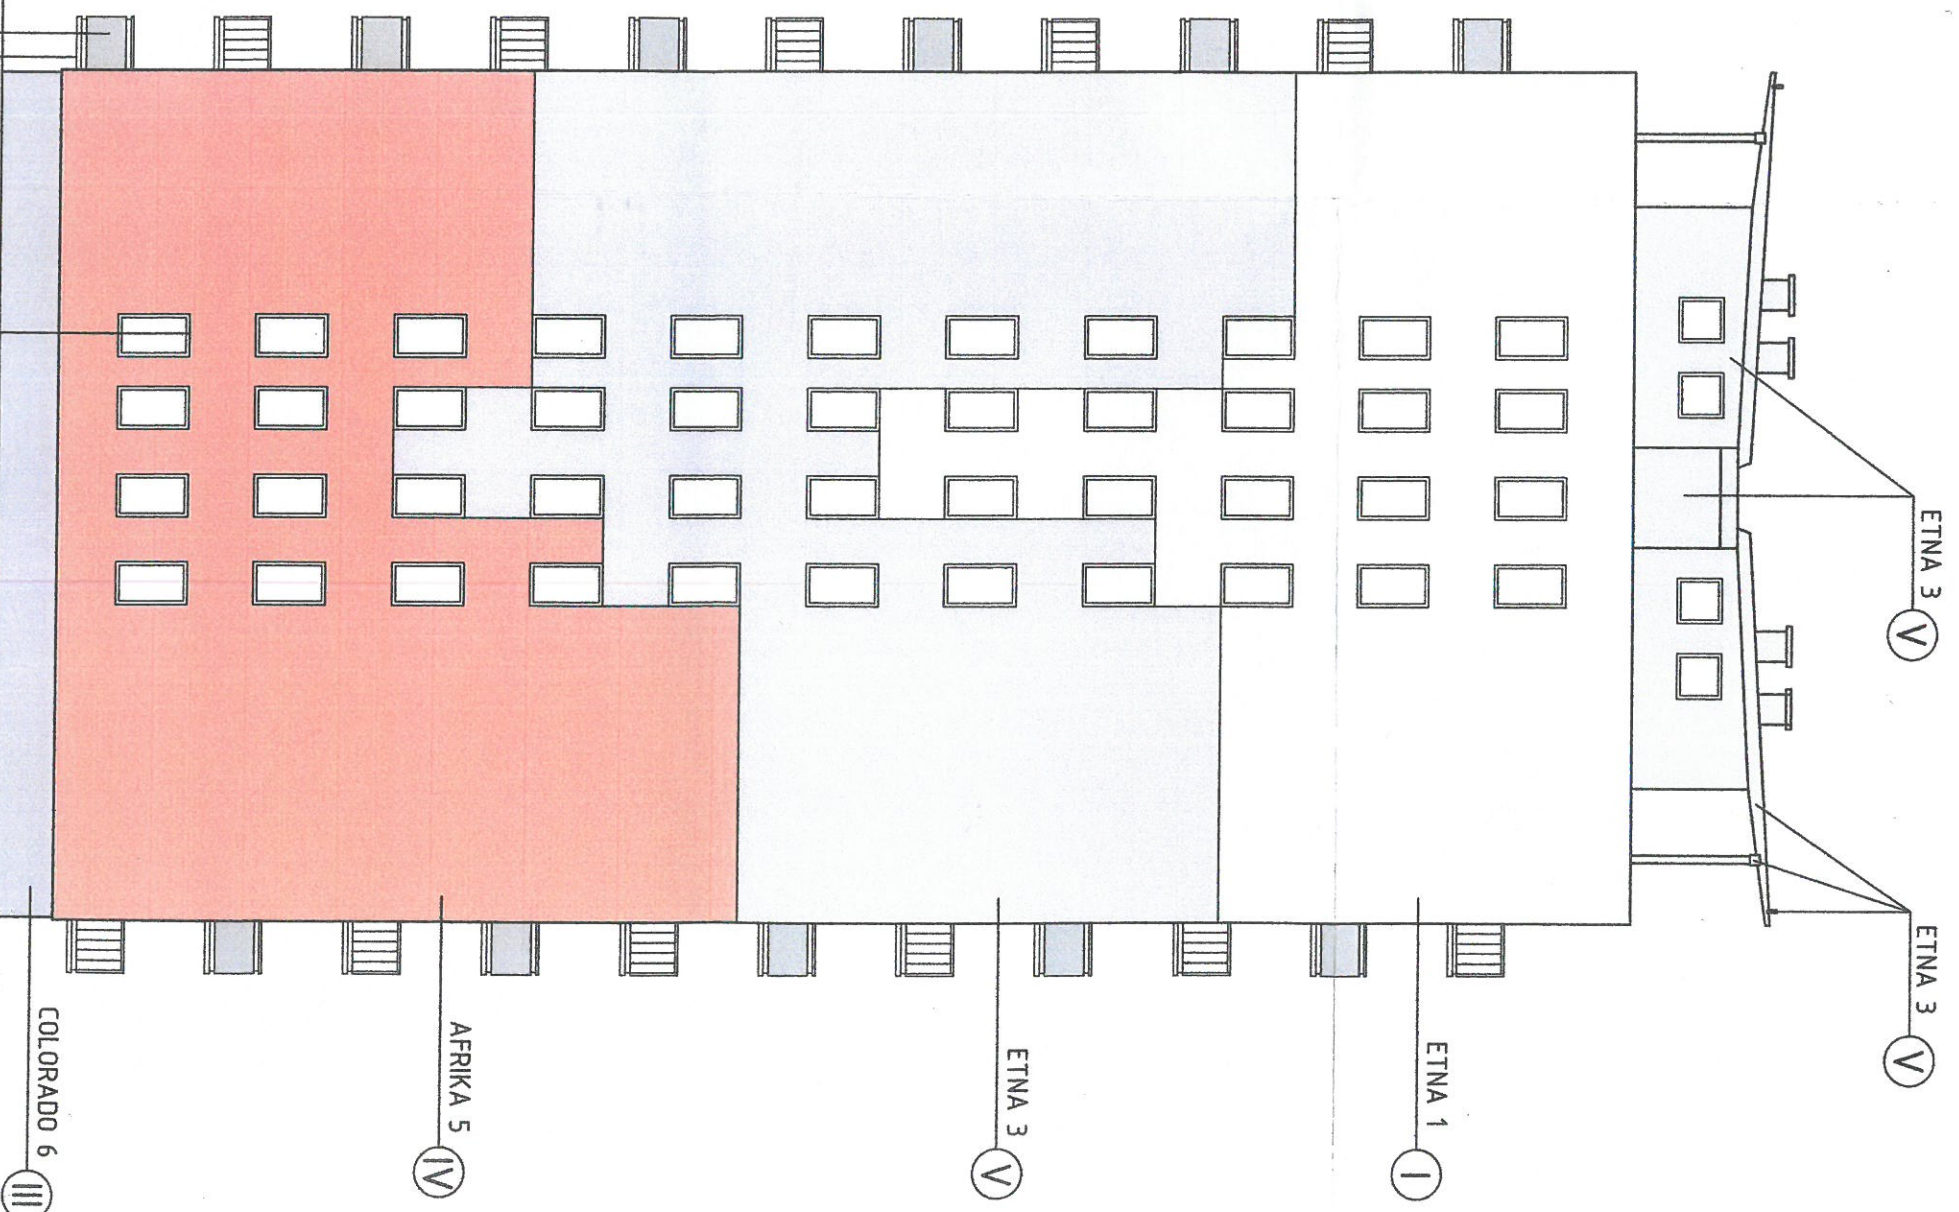 ETNA 3
V
ETNA 3
V
ETNA 1
I
ETNA 3
V
AFRIKA 5
IV
COLORADO 6
III